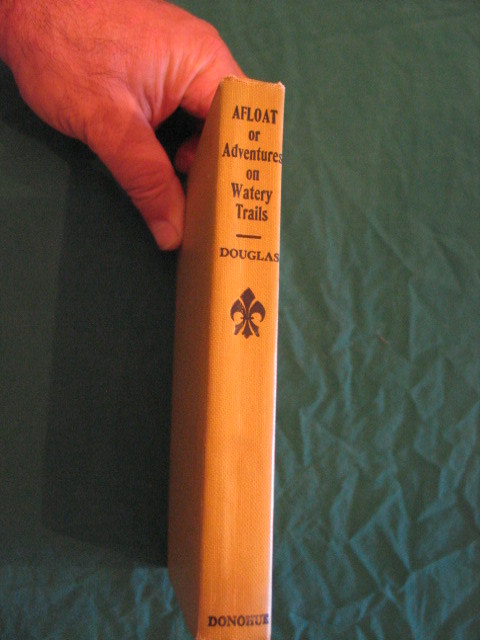 AFLOAT
or
Adventures
on
Watery
Trails
DOUGLAS
DONOHUE